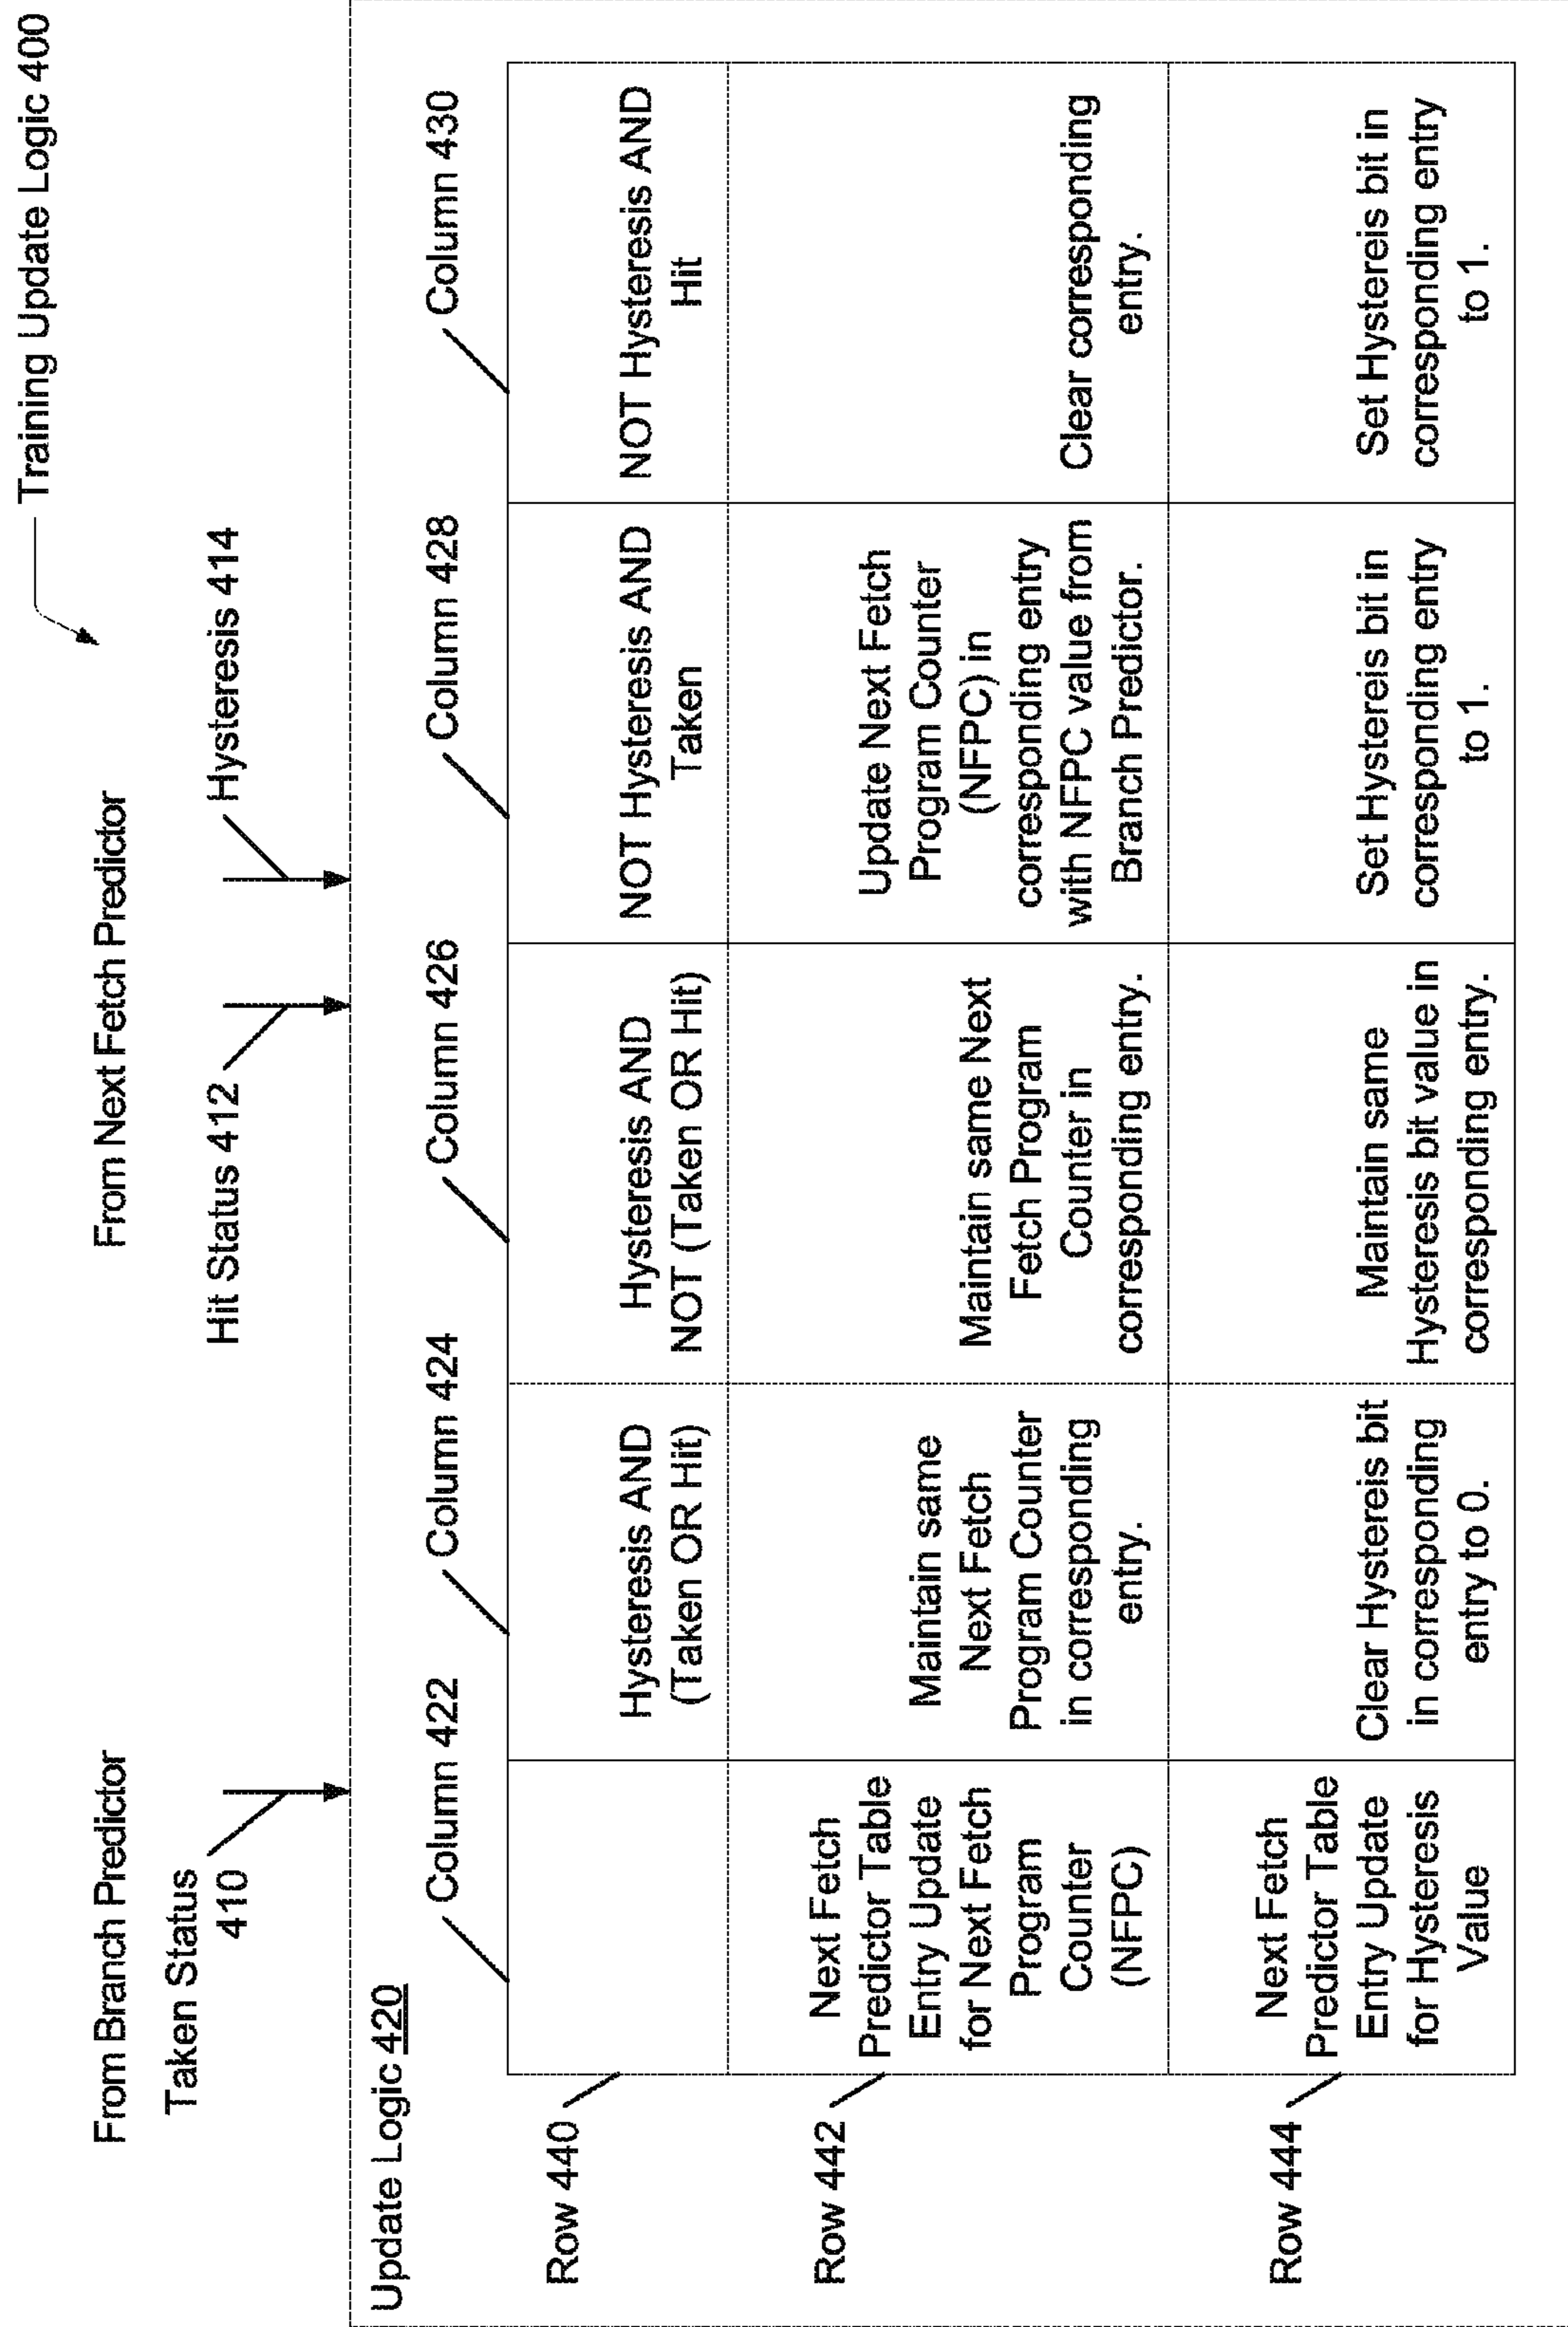 Training Update Logic 400
From Branch Predictor
From Next Fetch Predictor
Taken Status
410
Hit Status 412
Hysteresis 414
Update Logic 420
Column 422
Column 424
Column 426
Column 428
Column 430
Row 440
Hysteresis AND
(Taken OR Hit)
Hysteresis AND
NOT (Taken OR Hit)
NOT Hysteresis AND
Taken
NOT Hysteresis AND
Hit
Row 442
Next Fetch
Predictor Table
Entry Update
for Next Fetch
Program
Counter
(NFPC)
Maintain same
Next Fetch
Program Counter
in corresponding
entry.
Maintain same Next
Fetch Program
Counter in
corresponding entry.
Update Next Fetch
Program Counter
(NFPC) in
corresponding entry
with NFPC value from
Branch Predictor.
Clear corresponding
entry.
Row 444
Next Fetch
Predictor Table
Entry Update
for Hysteresis
Value
Clear Hystereis bit
in corresponding
entry to 0.
Maintain same
Hysteresis bit value in
corresponding entry.
Set Hystereis bit in
corresponding entry
to 1.
Set Hystereis bit in
corresponding entry
to 1.